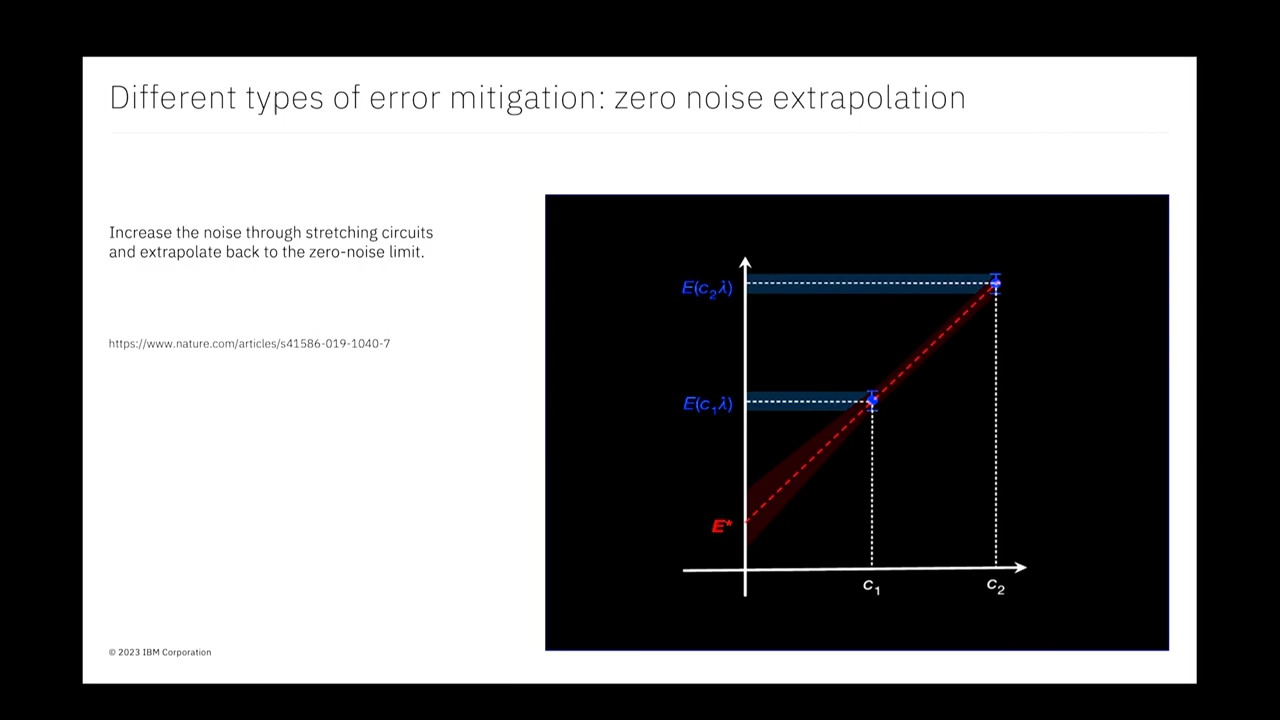 Different types of error mitigation: zero noise extrapolation
Increase the noise through stretching circuits
and extrapolate back to the zero-noise limit.
https://www.nature.com/articles/s41586-019-1040-7
E(c₂λ)
E(c₁λ)
E*
c₁
c₂
© 2023 IBM Corporation